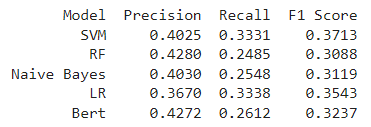 Model Precision Recall F1 Score
SVM 0.4025 0.3331 0.3713
RF 0.4280 0.2485 0.3088
Naive Bayes 0.4030 0.2548 0.3119
LR 0.3670 0.3338 0.3543
Bert 0.4272 0.2612 0.3237